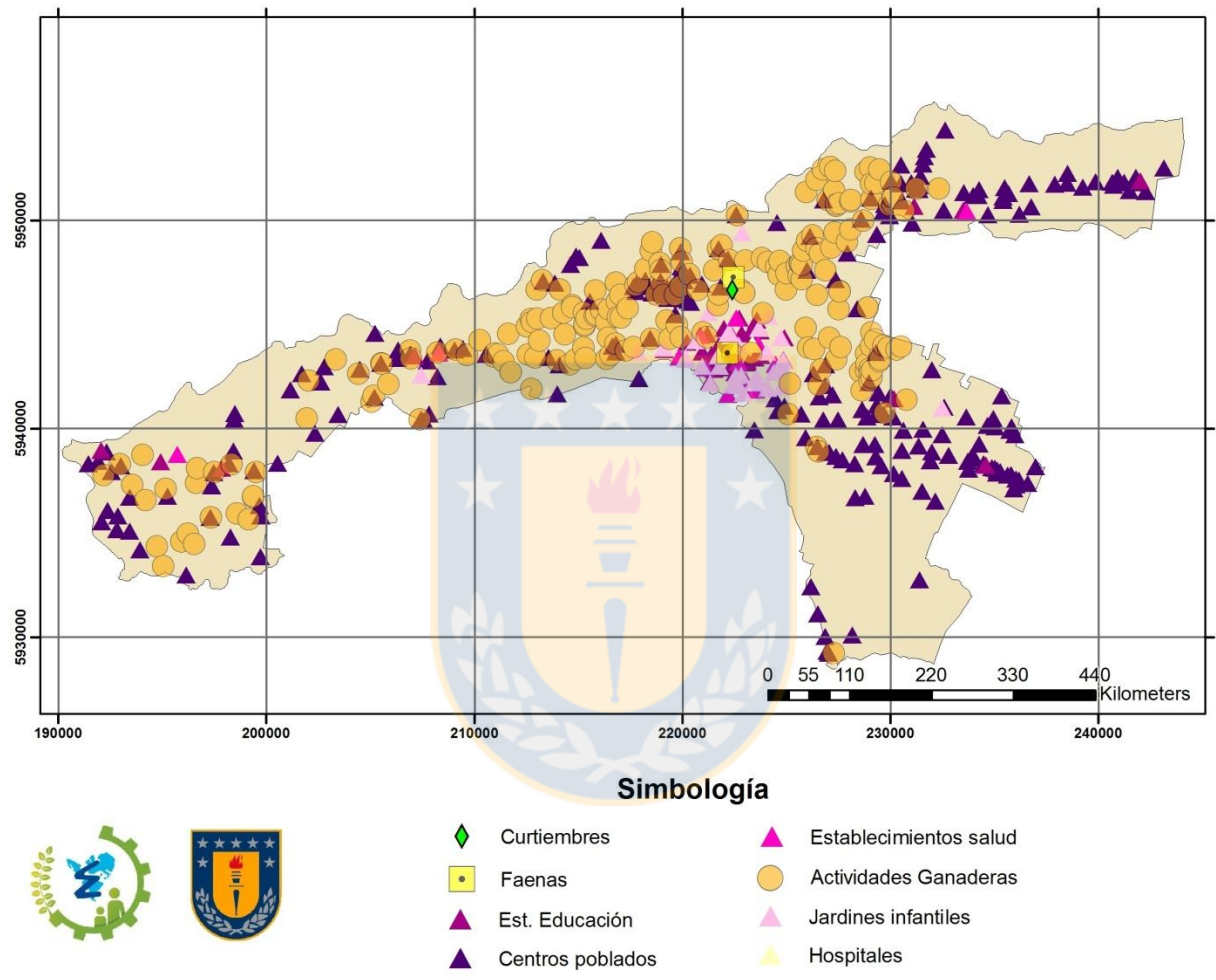 5950000
5940000
5930000
0 55 110 220 330 440
Kilometers
190000 200000 210000 220000 230000 240000
Simbología
Curtiembres
Faenas
Est. Educación
Centros poblados
Establecimientos salud
Actividades Ganaderas
Jardines infantiles
Hospitales